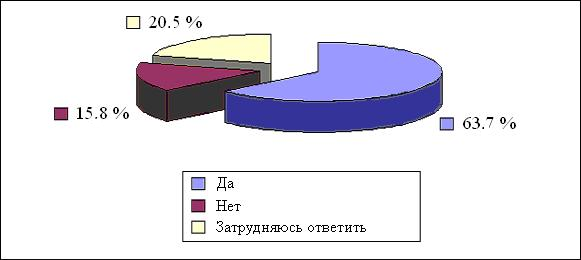 20.5 %
15.8 %
63.7 %
Да
Нет
Затрудняюсь ответить